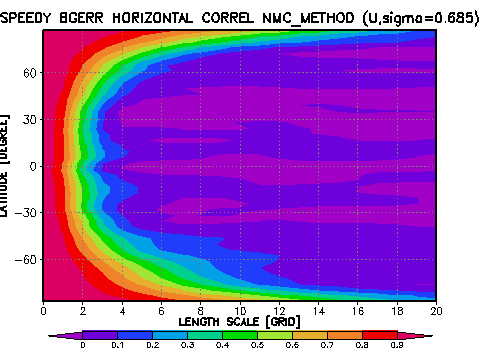 SPEEDY BGERR HORIZONTAL CORREL NMC_METHOD (U,sigma=0.685)
60
30
0
−30
−60
LATITUDE [DEGREE]
0 2 4 6 8 10 12 14 16 18 20
LENGTH SCALE [GRID]
0 0.1 0.2 0.3 0.4 0.5 0.6 0.7 0.8 0.9